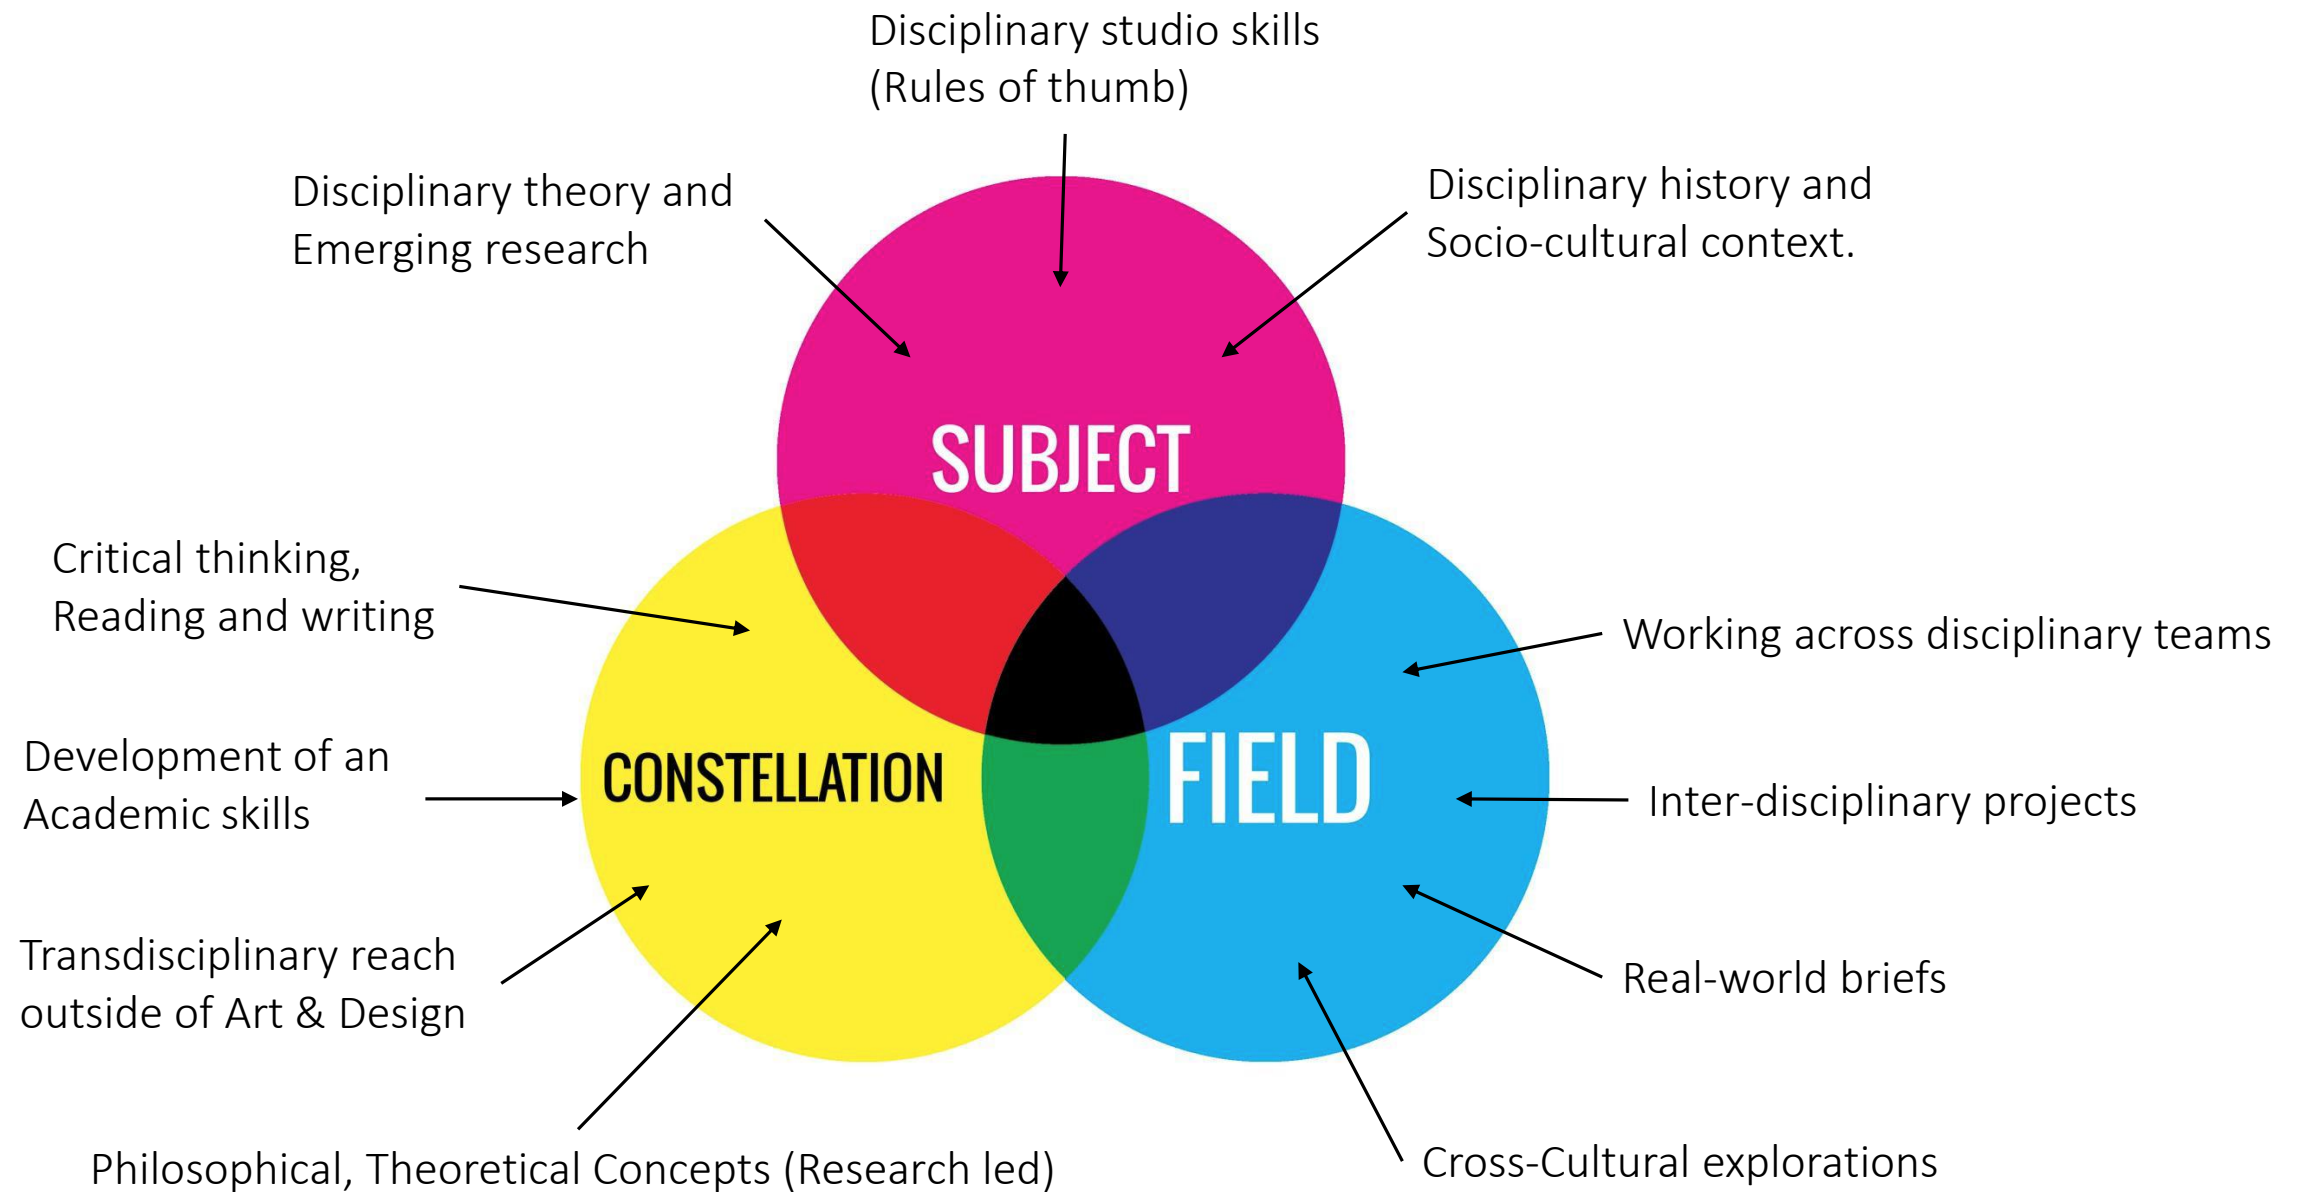 Disciplinary studio skills
(Rules of thumb)
Disciplinary theory and
Emerging research
Disciplinary history and
Socio-cultural context.
SUBJECT
Critical thinking,
Reading and writing
Working across disciplinary teams
Development of an
Academic skills
CONSTELLATION
FIELD
Inter-disciplinary projects
Transdisciplinary reach
outside of Art & Design
Real-world briefs
Philosophical, Theoretical Concepts (Research led)
Cross-Cultural explorations